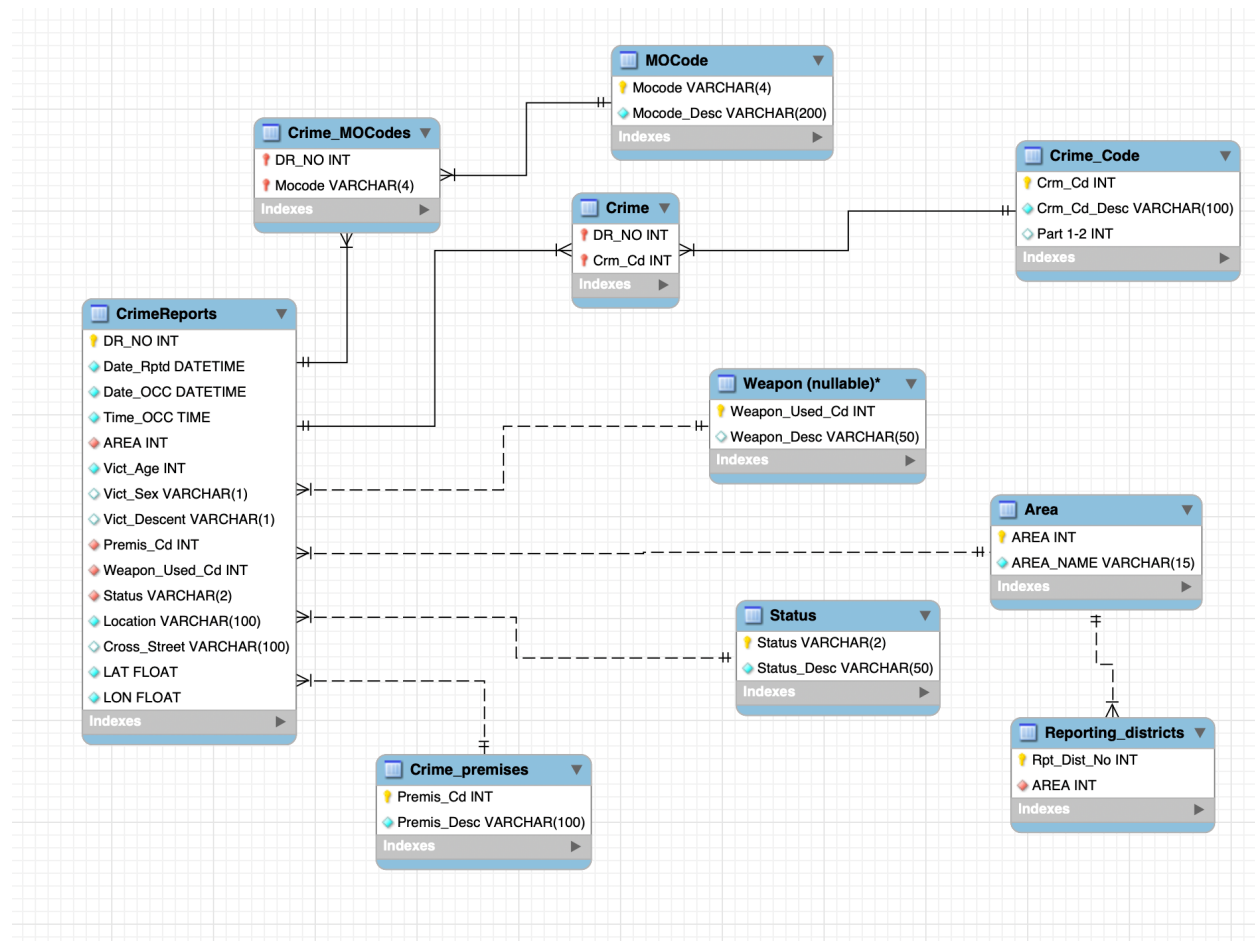 MOCode
Mocode VARCHAR(4)
Mocode_Desc VARCHAR(200)
Indexes
Crime_MOCodes
DR_NO INT
Mocode VARCHAR(4)
Indexes
Crime_Code
Crm_Cd INT
Crm_Cd_Desc VARCHAR(100)
Part 1-2 INT
Indexes
Crime
DR_NO INT
Crm_Cd INT
Indexes
CrimeReports
DR_NO INT
Date_Rptd DATETIME
Date_OCC DATETIME
Time_OCC TIME
AREA INT
Vict_Age INT
Vict_Sex VARCHAR(1)
Vict_Descent VARCHAR(1)
Premis_Cd INT
Weapon_Used_Cd INT
Status VARCHAR(2)
Location VARCHAR(100)
Cross_Street VARCHAR(100)
LAT FLOAT
LON FLOAT
Indexes
Weapon (nullable)*
Weapon_Used_Cd INT
Weapon_Desc VARCHAR(50)
Indexes
Area
AREA INT
AREA_NAME VARCHAR(15)
Indexes
Status
Status VARCHAR(2)
Status_Desc VARCHAR(50)
Indexes
Reporting_districts
Rpt_Dist_No INT
AREA INT
Indexes
Crime_premises
Premis_Cd INT
Premis_Desc VARCHAR(100)
Indexes